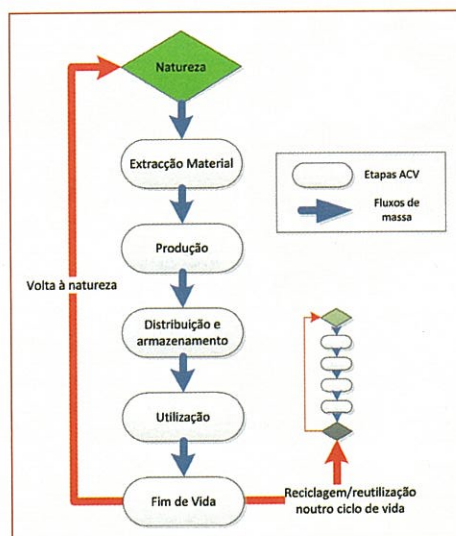 Natureza
Extracção Material
Etapas ACV
Fluxos de
massa
Produção
Volta à natureza
Distribuição e
armazenamento
Utilização
Fim de Vida
Reciclagem/reutilização
noutro ciclo de vida